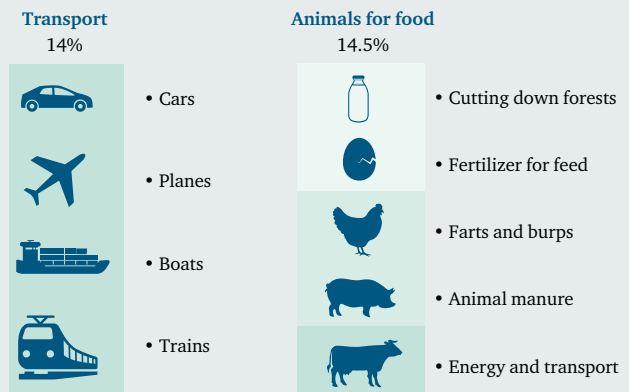 Transport
14%
• Cars
• Planes
• Boats
• Trains
Animals for food
14.5%
• Cutting down forests
• Fertilizer for feed
• Farts and burps
• Animal manure
• Energy and transport